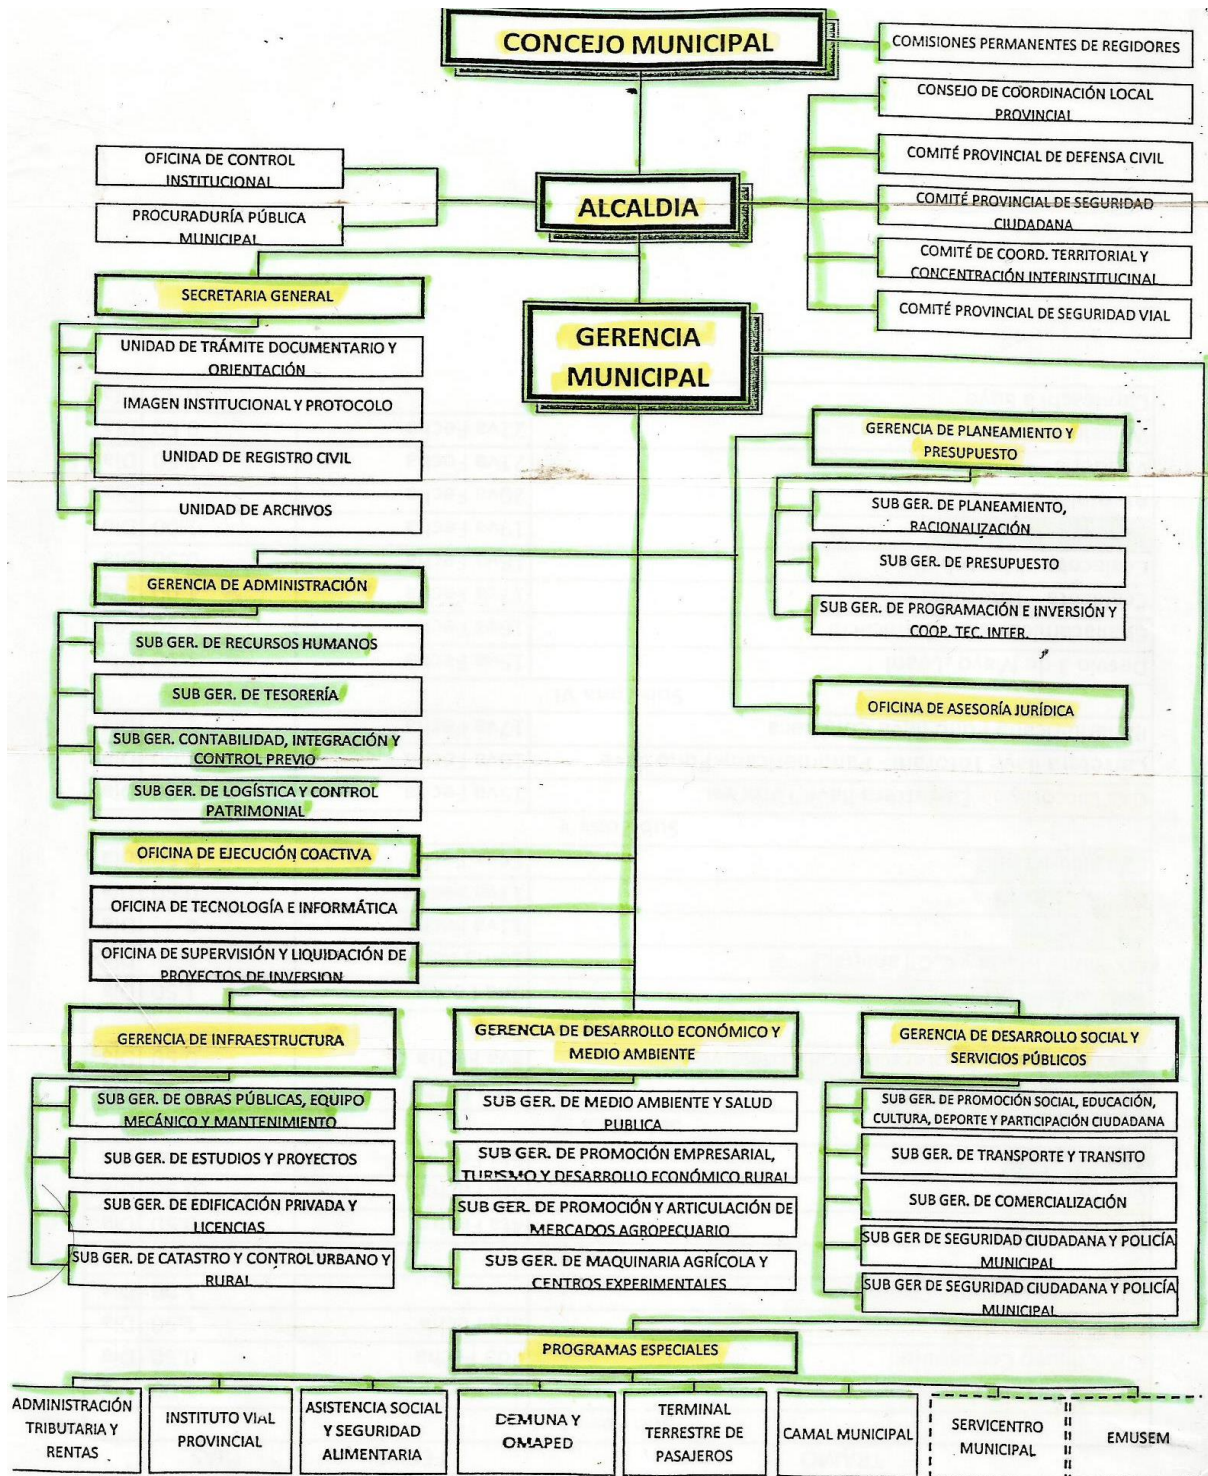 CONCEJO MUNICIPAL
COMISIONES PERMANENTES DE REGIDORES
CONSEJO DE COORDINACIÓN LOCAL
PROVINCIAL
COMITÉ PROVINCIAL DE DEFENSA CIVIL
COMITÉ PROVINCIAL DE SEGURIDAD
CIUDADANA
COMITÉ DE COORD. TERRITORIAL Y
CONCENTRACIÓN INTERINSTITUCINAL
COMITÉ PROVINCIAL DE SEGURIDAD VIAL
OFICINA DE CONTROL
INSTITUCIONAL
PROCURADURÍA PÚBLICA
MUNICIPAL
ALCALDIA
SECRETARIA GENERAL
UNIDAD DE TRÁMITE DOCUMENTARIO Y
ORIENTACIÓN
IMAGEN INSTITUCIONAL Y PROTOCOLO
UNIDAD DE REGISTRO CIVIL
UNIDAD DE ARCHIVOS
GERENCIA
MUNICIPAL
GERENCIA DE PLANEAMIENTO Y
PRESUPUESTO
SUB GER. DE PLANEAMIENTO,
RACIONALIZACIÓN
SUB GER. DE PRESUPUESTO
SUB GER. DE PROGRAMACIÓN E INVERSIÓN Y
COOP. TEC. INTER.
OFICINA DE ASESORÍA JURÍDICA
GERENCIA DE ADMINISTRACIÓN
SUB GER. DE RECURSOS HUMANOS
SUB GER. DE TESORERÍA
SUB GER. CONTABILIDAD, INTEGRACIÓN Y
CONTROL PREVIO
SUB GER. DE LOGÍSTICA Y CONTROL
PATRIMONIAL
OFICINA DE EJECUCIÓN COACTIVA
OFICINA DE TECNOLOGÍA E INFORMÁTICA
OFICINA DE SUPERVISIÓN Y LIQUIDACIÓN DE
PROYECTOS DE INVERSION
GERENCIA DE INFRAESTRUCTURA
SUB GER. DE OBRAS PÚBLICAS, EQUIPO
MECÁNICO Y MANTENIMIENTO
SUB GER. DE ESTUDIOS Y PROYECTOS
SUB GER. DE EDIFICACIÓN PRIVADA Y
LICENCIAS
SUB GER. DE CATASTRO Y CONTROL URBANO Y
RURAL
GERENCIA DE DESARROLLO ECONÓMICO Y
MEDIO AMBIENTE
SUB GER. DE MEDIO AMBIENTE Y SALUD
PUBLICA
SUB GER. DE PROMOCIÓN EMPRESARIAL,
TURISMO Y DESARROLLO ECONÓMICO RURAL
SUB GER. DE PROMOCIÓN Y ARTICULACIÓN DE
MERCADOS AGROPECUARIO
SUB GER. DE MAQUINARIA AGRÍCOLA Y
CENTROS EXPERIMENTALES
GERENCIA DE DESARROLLO SOCIAL Y
SERVICIOS PÚBLICOS
SUB GER. DE PROMOCIÓN SOCIAL, EDUCACIÓN,
CULTURA, DEPORTE Y PARTICIPACIÓN CIUDADANA
SUB GER. DE TRANSPORTE Y TRANSITO
SUB GER. DE COMERCIALIZACIÓN
SUB GER DE SEGURIDAD CIUDADANA Y POLICÍA
MUNICIPAL
SUB GER DE SEGURIDAD CIUDADANA Y POLICÍA
MUNICIPAL
PROGRAMAS ESPECIALES
ADMINISTRACIÓN
TRIBUTARIA Y
RENTAS
INSTITUTO VIAL
PROVINCIAL
ASISTENCIA SOCIAL
Y SEGURIDAD
ALIMENTARIA
DEMUNA Y
OMAPED
TERMINAL
TERRESTRE DE
PASAJEROS
CAMAL MUNICIPAL
SERVICENTRO
MUNICIPAL
EMUSEM